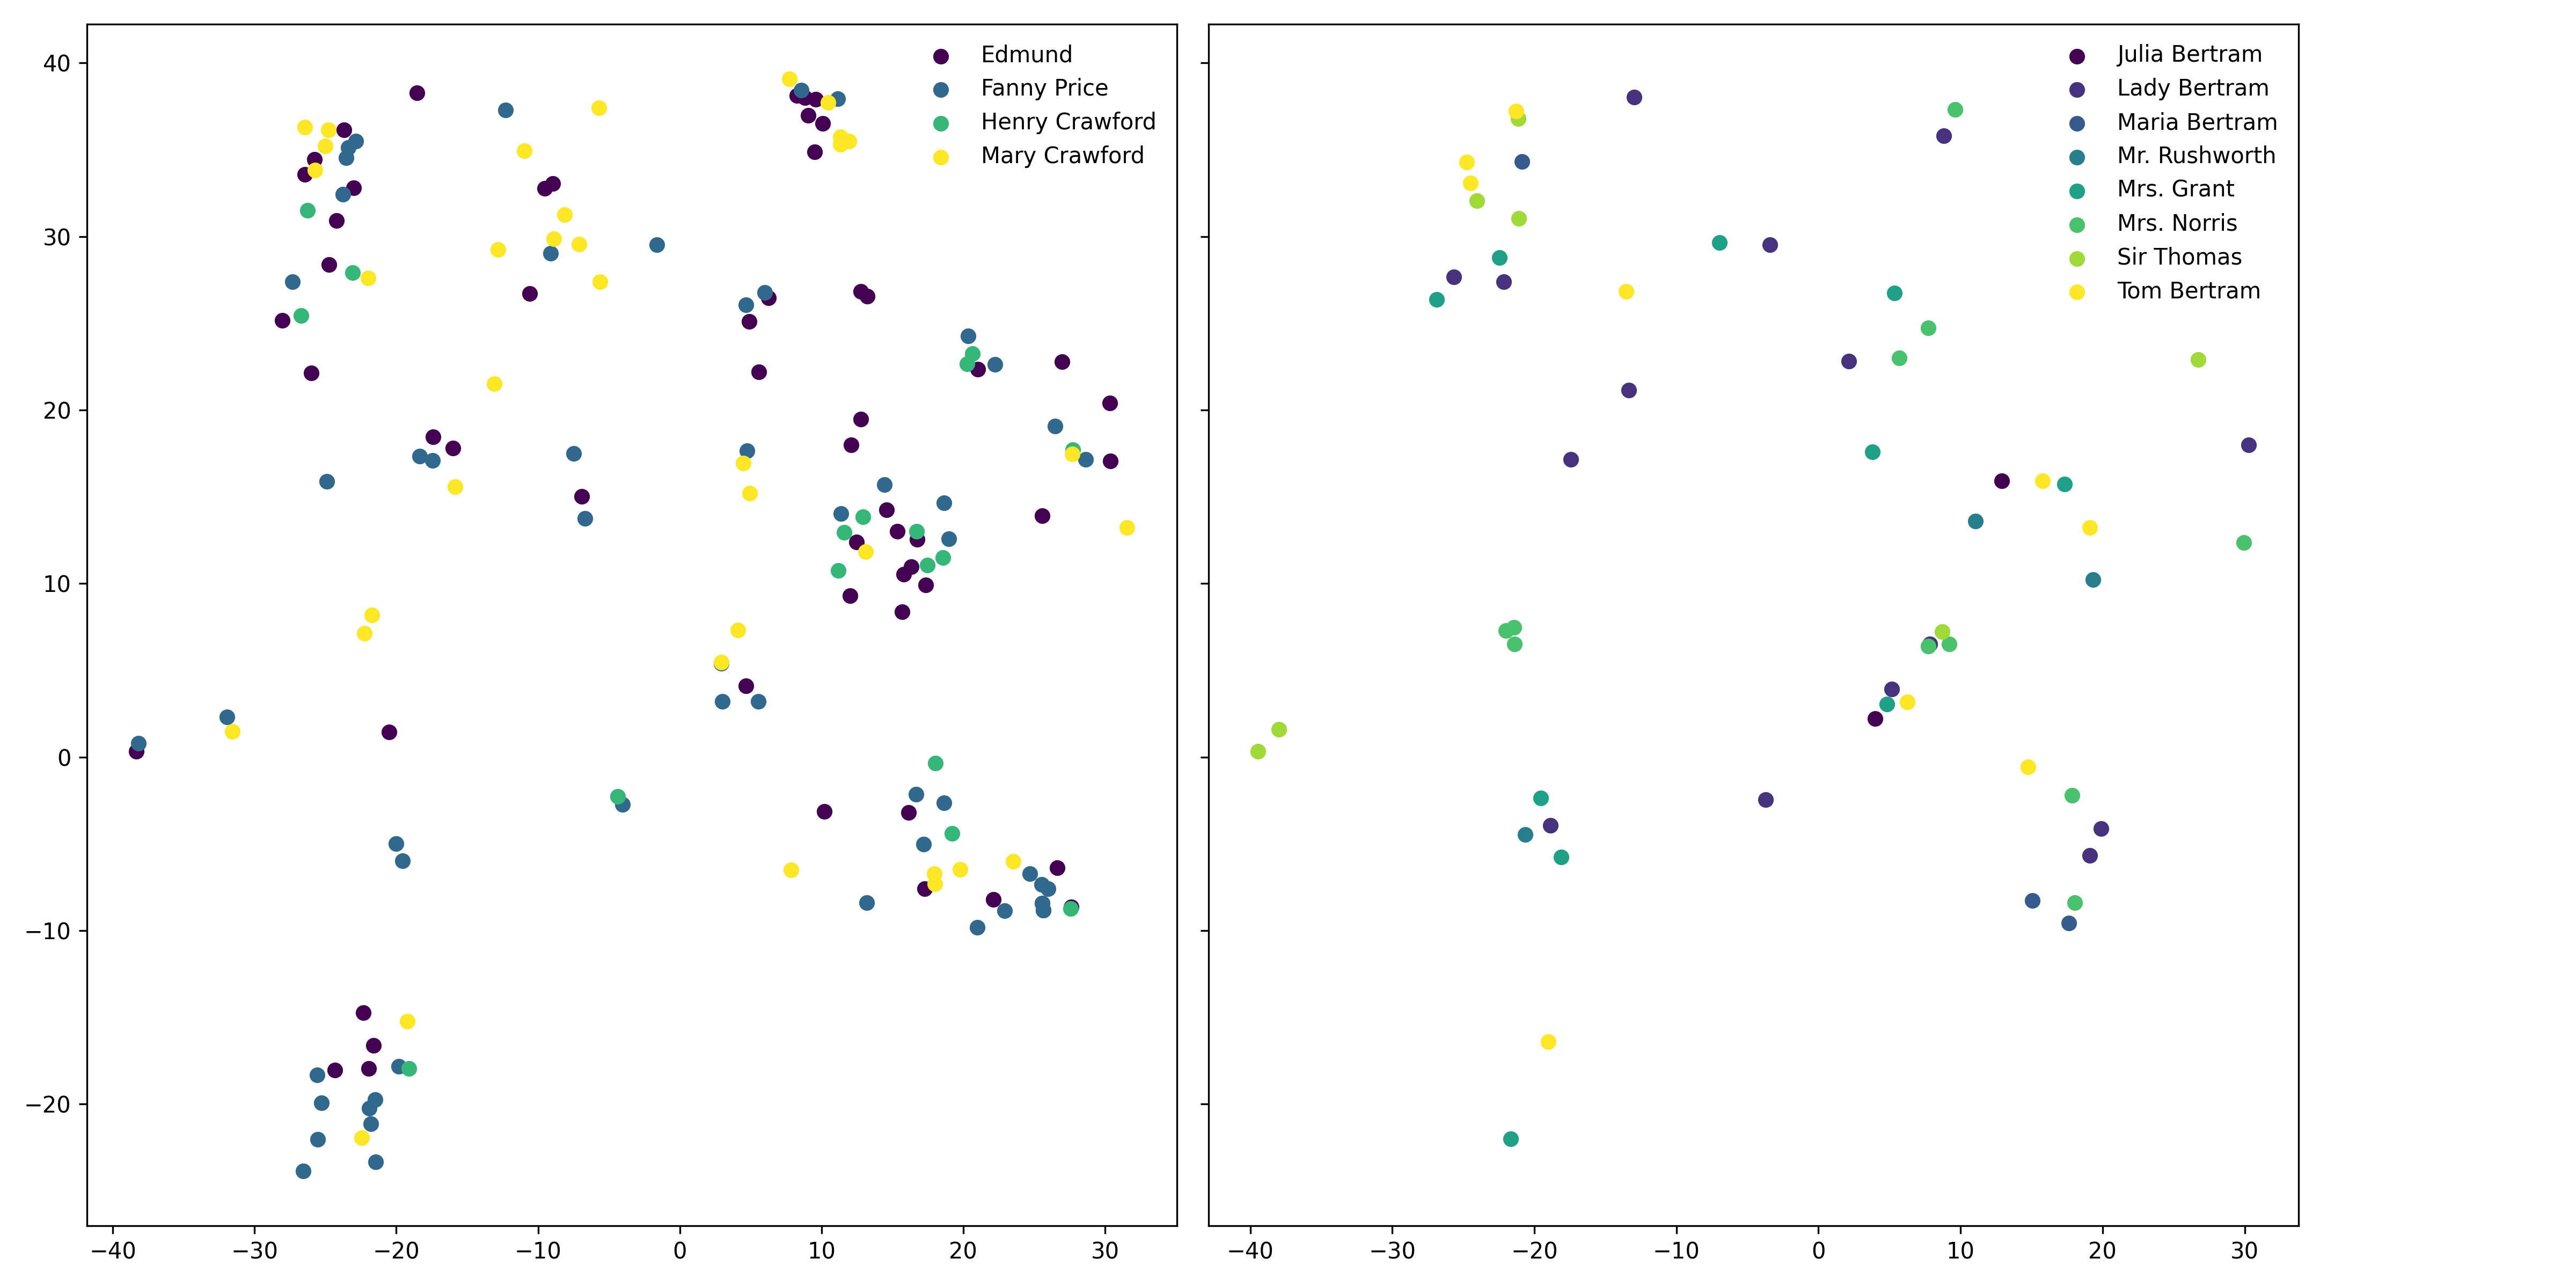 Edmund
Fanny Price
Henry Crawford
Mary Crawford
40
30
20
10
0
−10
−20
−40 −30 −20 −10 0 10 20 30
Julia Bertram
Lady Bertram
Maria Bertram
Mr. Rushworth
Mrs. Grant
Mrs. Norris
Sir Thomas
Tom Bertram
−40 −30 −20 −10 0 10 20 30